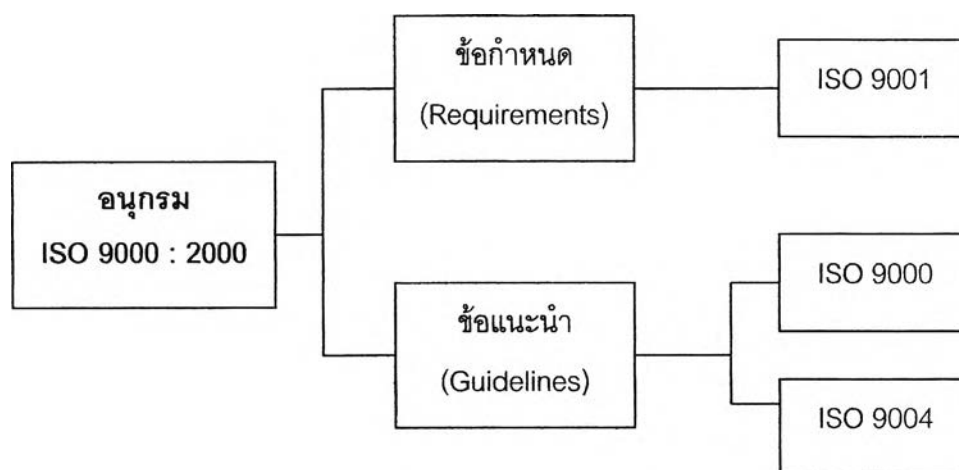 อนุกรม
ISO 9000 : 2000
ข้อกำหนด
(Requirements)
ISO 9001
ข้อแนะนำ
(Guidelines)
ISO 9000
ISO 9004